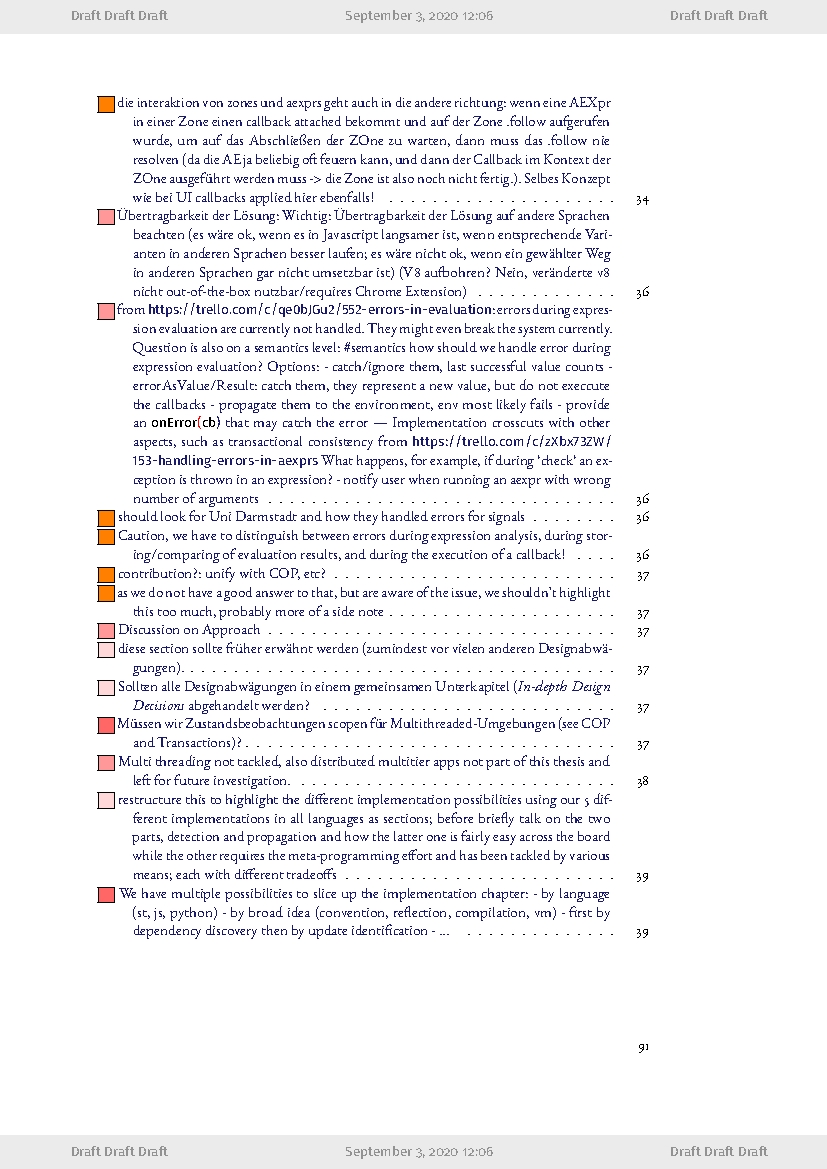 Draft Draft Draft September 3, 2020 12:06 Draft Draft Draft
die interaktion von zones und aexprs geht auch in die andere richtung: wenn eine AEXpr
in einer Zone einen callback attached bekommt und auf der Zone .follow aufgerufen
wurde, um auf das Abschließen der ZOne zu warten, dann muss das .follow nie
resolven (da die AE ja beliebig oft feuern kann, und dann der Callback im Kontext der
ZOne ausgeführt werden muss -> die Zone ist also noch nicht fertig.). Selbes Konzept
wie bei UI callbacks applied hier ebenfalls! . . . . . . . . . . . . . . . . . . . . . . . 34
Übertragbarkeit der Lösung: Wichtig: Übertragbarkeit der Lösung auf andere Sprachen
beachten (es wäre ok, wenn es in Javascript langsamer ist, wenn entsprechende Vari-
anten in anderen Sprachen besser laufen; es wäre nicht ok, wenn ein gewählter Weg
in anderen Sprachen gar nicht umsetzbar ist) (V8 aufbohren? Nein, veränderte v8
nicht out-of-the-box nutzbar/requires Chrome Extension) . . . . . . . . . . . . . . 36
from https://trello.com/c/qe0bJGu2/552-errors-in-evaluation: errors during expres-
sion evaluation are currently not handled. They might even break the system currently.
Question is also on a semantics level: #semantics how should we handle error during
expression evaluation? Options: - catch/ignore them, last successful value counts -
errorAsValue/Result: catch them, they represent a new value, but do not execcute
the callbacks - propagate them to the environment, env most likely fails - provide
an onError(cb) that may catch the error — Implementation crosscuts with other
aspects, such as transactional consistency from https://trello.com/c/zXbx73ZW/
153-handling-errors-in-aexprs What happens, for example, if during ‘check‘ an ex-
ception is thrown in an expression? - notify user when running an aexpr with wrong
number of arguments . . . . . . . . . . . . . . . . . . . . . . . . . . . . . . . . . . . 36
should look for Uni Darmstadt and how they handled errors for signals . . . . . . . . 36
Caution, we have to distinguish between errors during expression analysis, during stor-
ing/comparing of evaluation results, and during the execution of a callback! . . . . 36
contribution?: unify with COP, etc? . . . . . . . . . . . . . . . . . . . . . . . . . . . . 37
as we do not have a good answer to that, but are aware of the issue, we shouldn’t highlight
this too much, probably more of a side note . . . . . . . . . . . . . . . . . . . . . . . 37
Discussion on Approach . . . . . . . . . . . . . . . . . . . . . . . . . . . . . . . . . . . 37
diese section sollte früher erwähnt werden (zumindest vor vielen anderen Designabwä-
gungen). . . . . . . . . . . . . . . . . . . . . . . . . . . . . . . . . . . . . . . . . . . 37
Sollten alle Designabwägungen in einem gemeinsamen Unterkapitel (In-depth Design
Decisions abgehandelt werden? . . . . . . . . . . . . . . . . . . . . . . . . . . . . . . 37
Müssen wir Zustandsbeobachtungen scopen für Multithreaded-Umgebungen (see COP
and Transactions)? . . . . . . . . . . . . . . . . . . . . . . . . . . . . . . . . . . . . . 37
Multi threading not tackled, also distributed multitier apps not part of this thesis and
left for future investigation. . . . . . . . . . . . . . . . . . . . . . . . . . . . . . . . . 38
restructure this to highlight the different implementation possibilities using our 5 dif-
ferent implementations in all languages as sections; before briefly talk on the two
parts, detection and propagation and how the latter one is fairly easy across the board
while the other requires the meta-programming effort and has been tackled by various
means; each with different tradeoffs . . . . . . . . . . . . . . . . . . . . . . . . . . . 39
We have multiple possibilities to slice up the implementation chapter: - by language
(st, js, python) - by broad idea (convention, reflection, compilation, vm) - first by
dependency discovery then by update identification - ... . . . . . . . . . . . . . . . 39
91
Draft Draft Draft September 3, 2020 12:06 Draft Draft Draft